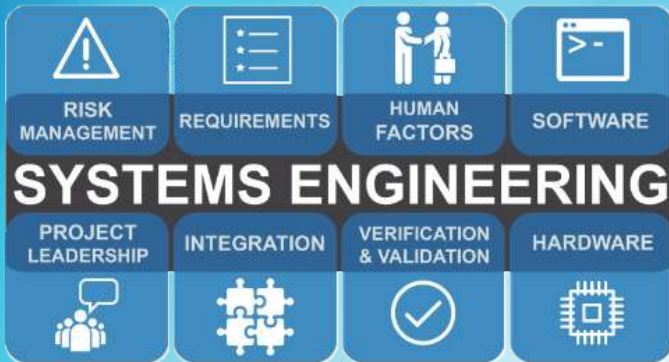 RISK
MANAGEMENT
REQUIREMENTS
HUMAN
FACTORS
SOFTWARE
SYSTEMS ENGINEERING
PROJECT
LEADERSHIP
INTEGRATION
VERIFICATION
& VALIDATION
HARDWARE